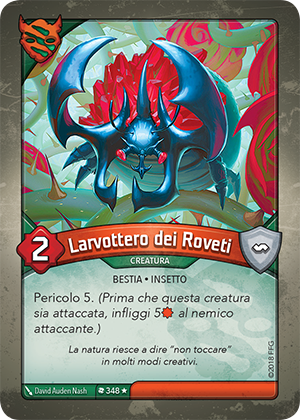 2
Larvottero dei Roveti
CREATURA
BESTIA • INSETTO
Pericolo 5. (Prima che questa creatura
sia attaccata, infliggi 5 al nemico
attaccante.)
La natura riesce a dire “non toccare”
in molti modi creativi.
David Auden Nash
348 ★
©2018 FFG